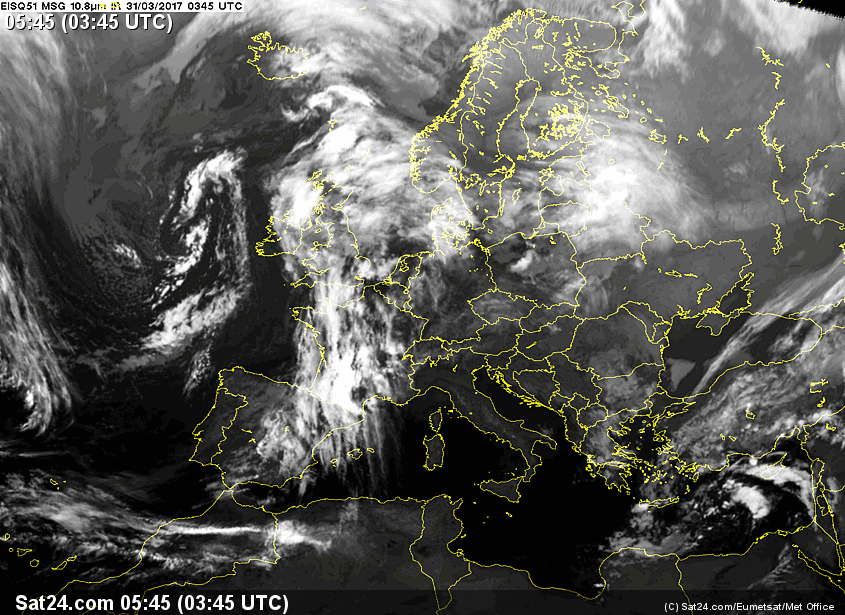 EISQ51 MSG 10.8µm IR 31/03/2017 0345 UTC
05:45 (03:45 UTC)
Sat24.com 05:45 (03:45 UTC)
(C) Sat24.com/Eumetsat/Met Office